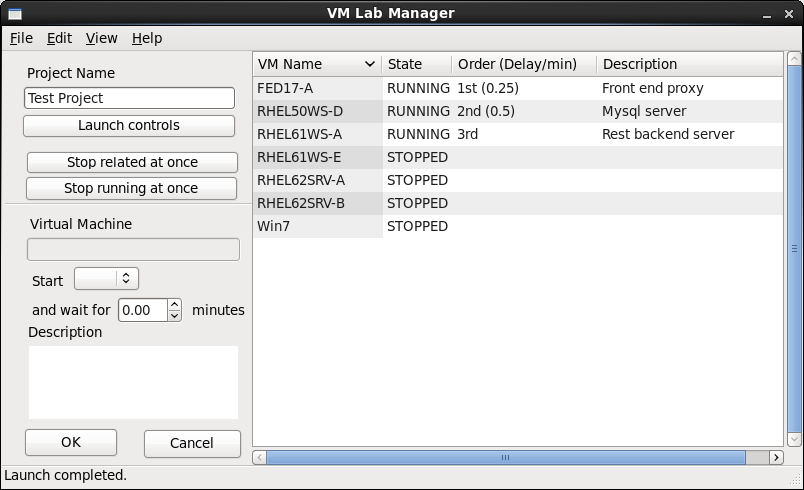 VM Lab Manager
File Edit View Help
Project Name
Test Project
Launch controls
Stop related at once
Stop running at once
Virtual Machine
Start
and wait for 0.00 minutes
Description
OK Cancel
VM Name State Order (Delay/min) Description
FED17-A RUNNING 1st (0.25) Front end proxy
RHEL50WS-D RUNNING 2nd (0.5) Mysql server
RHEL61WS-A RUNNING 3rd Rest backend server
RHEL61WS-E STOPPED
RHEL62SRV-A STOPPED
RHEL62SRV-B STOPPED
Win7 STOPPED
Launch completed.